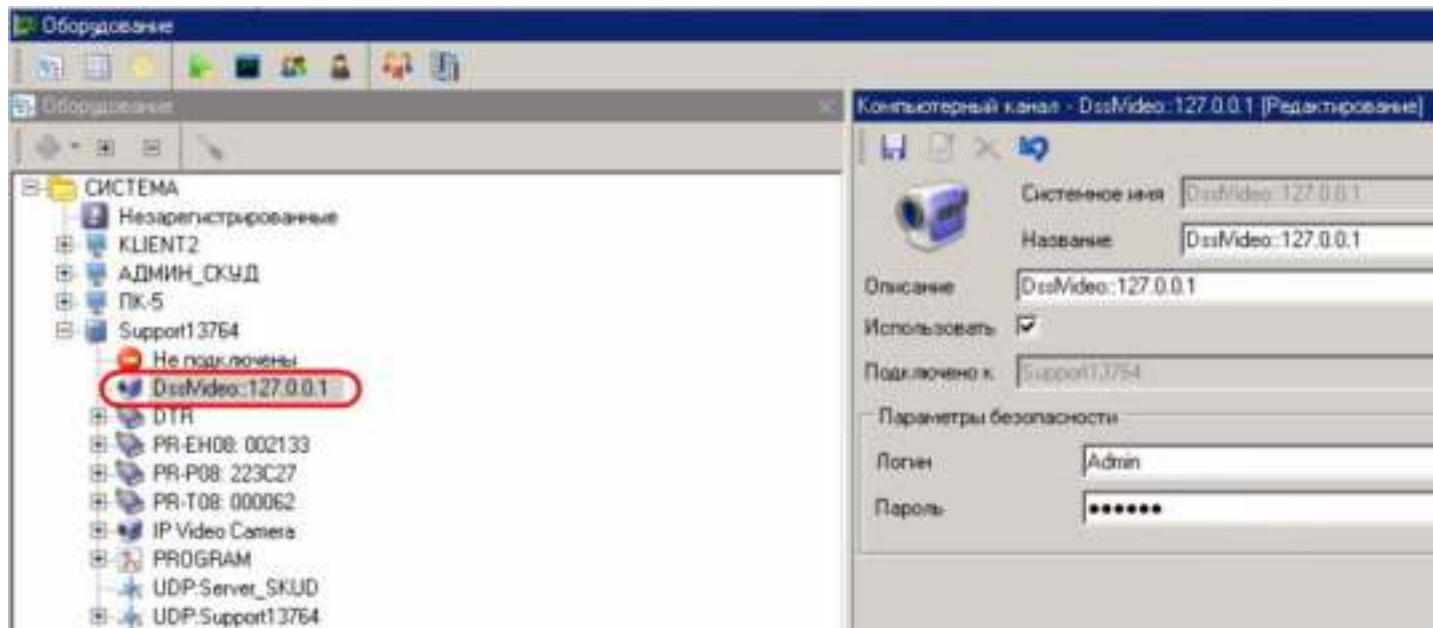 Оборудование
Оборудование
СИСТЕМА
Незарегистрированные
KLIENT2
АДМИН_СКУД
ПК-5
Support13764
Не подключены
DssVideo::127.0.0.1
DTR
PR-EH08: 002133
PR-P08: 223C27
PR-T08: 000062
IP Video Camera
PROGRAM
UDP:Server_SKUD
UDP:Support13764
Компьютерный канал - DssVideo::127.0.0.1 [Редактирование]
Системное имя DssVideo::127.0.0.1
Название DssVideo::127.0.0.1
Описание DssVideo::127.0.0.1
Использовать
Подключено к Support13764
Параметры безопасности
Логин Admin
Пароль ●●●●●●